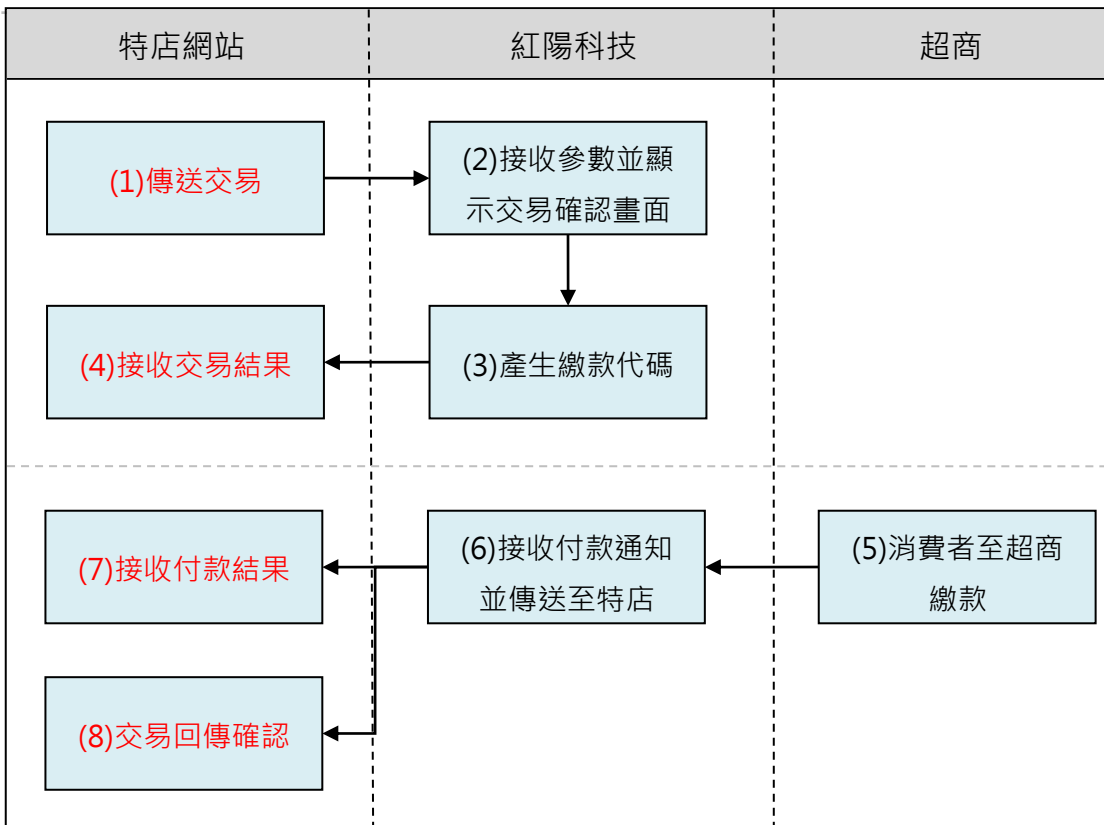 特店網站
紅陽科技
超商
(1)傳送交易
(2)接收參數並顯
示交易確認畫面
(4)接收交易結果
(3)產生繳款代碼
(7)接收付款結果
(6)接收付款通知
並傳送至特店
(5)消費者至超商
繳款
(8)交易回傳確認